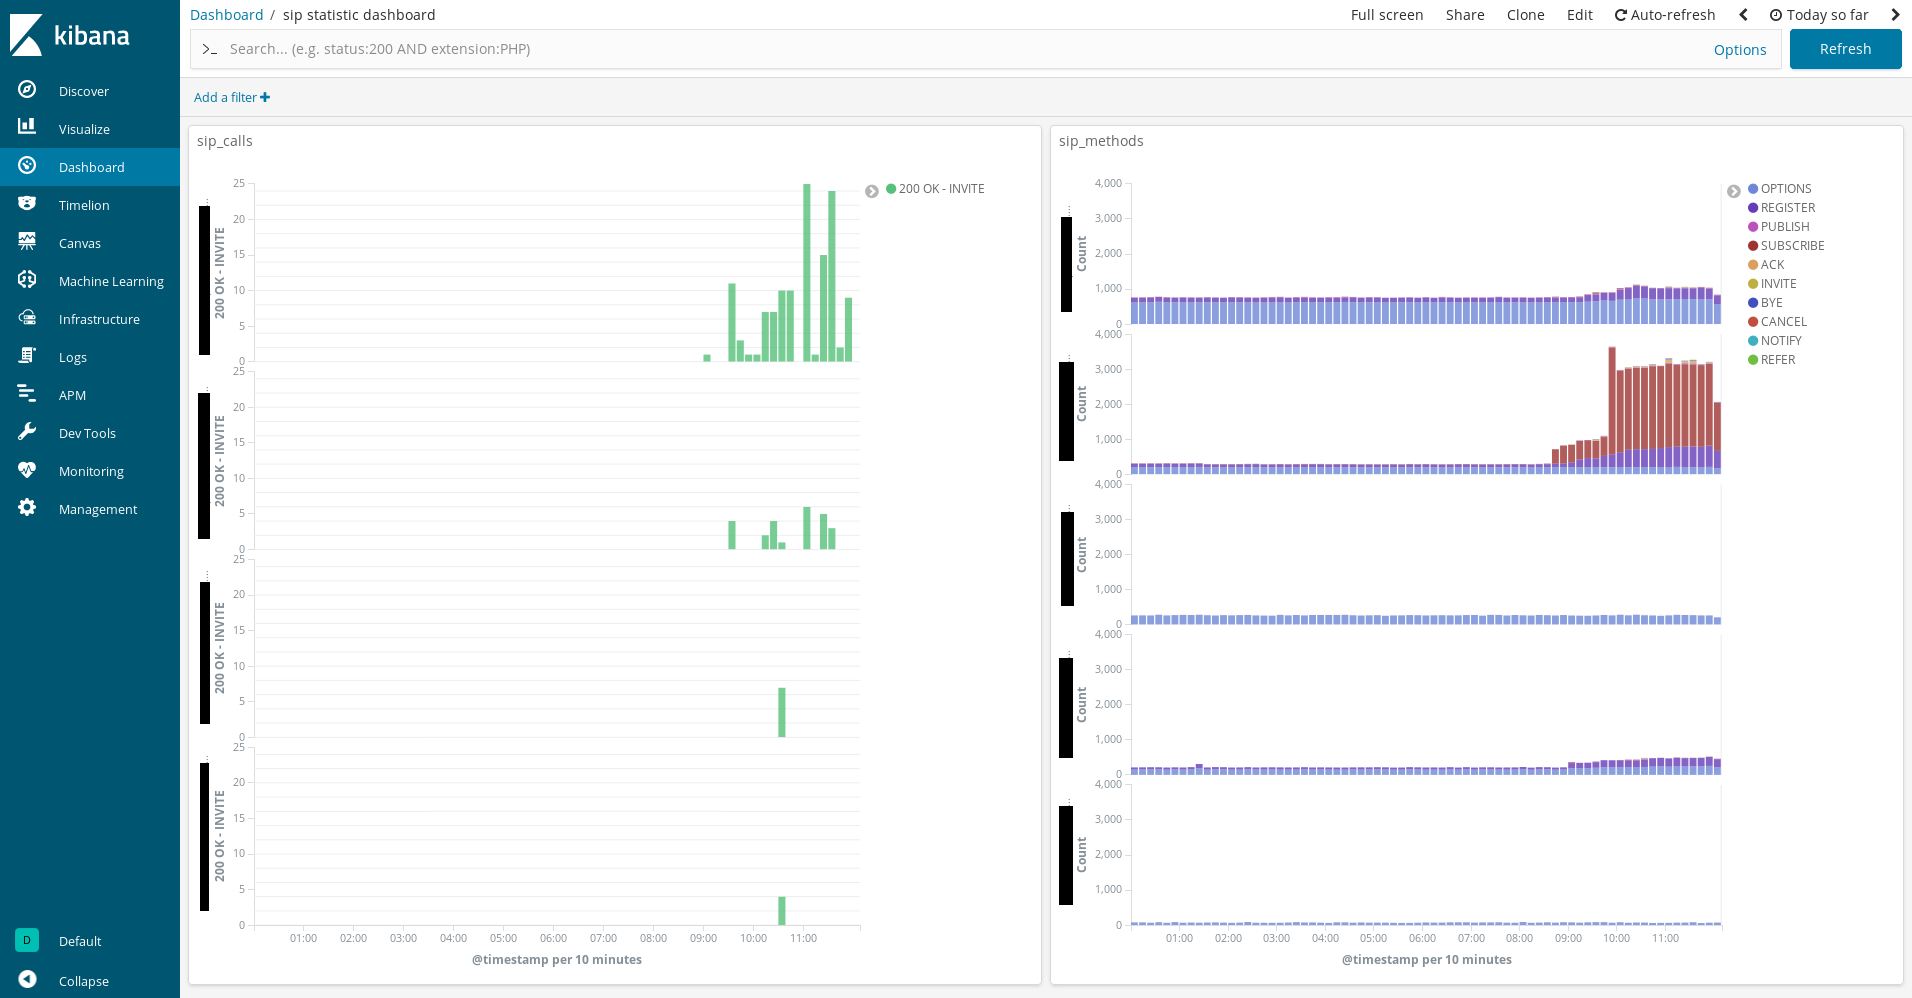 kibana
Discover
Visualize
Dashboard
Timelion
Canvas
Machine Learning
Infrastructure
Logs
APM
Dev Tools
Monitoring
Management
D Default
Collapse
Dashboard / sip statistic dashboard
Full screen Share Clone Edit Auto-refresh Today so far
>_ Search... (e.g. status:200 AND extension:PHP) Options Refresh
Add a filter
sip_calls
200 OK - INVITE
25
20
15
10
5
0
200 OK - INVITE
25
20
15
10
5
0
200 OK - INVITE
25
20
15
10
5
0
200 OK - INVITE
25
20
15
10
5
0
01:00 02:00 03:00 04:00 05:00 06:00 07:00 08:00 09:00 10:00 11:00
@timestamp per 10 minutes
200 OK - INVITE
sip_methods
Count
4,000
3,000
2,000
1,000
0
Count
4,000
3,000
2,000
1,000
0
Count
4,000
3,000
2,000
1,000
0
Count
4,000
3,000
2,000
1,000
0
Count
4,000
3,000
2,000
1,000
0
01:00 02:00 03:00 04:00 05:00 06:00 07:00 08:00 09:00 10:00 11:00
@timestamp per 10 minutes
OPTIONS
REGISTER
PUBLISH
SUBSCRIBE
ACK
INVITE
BYE
CANCEL
NOTIFY
REFER